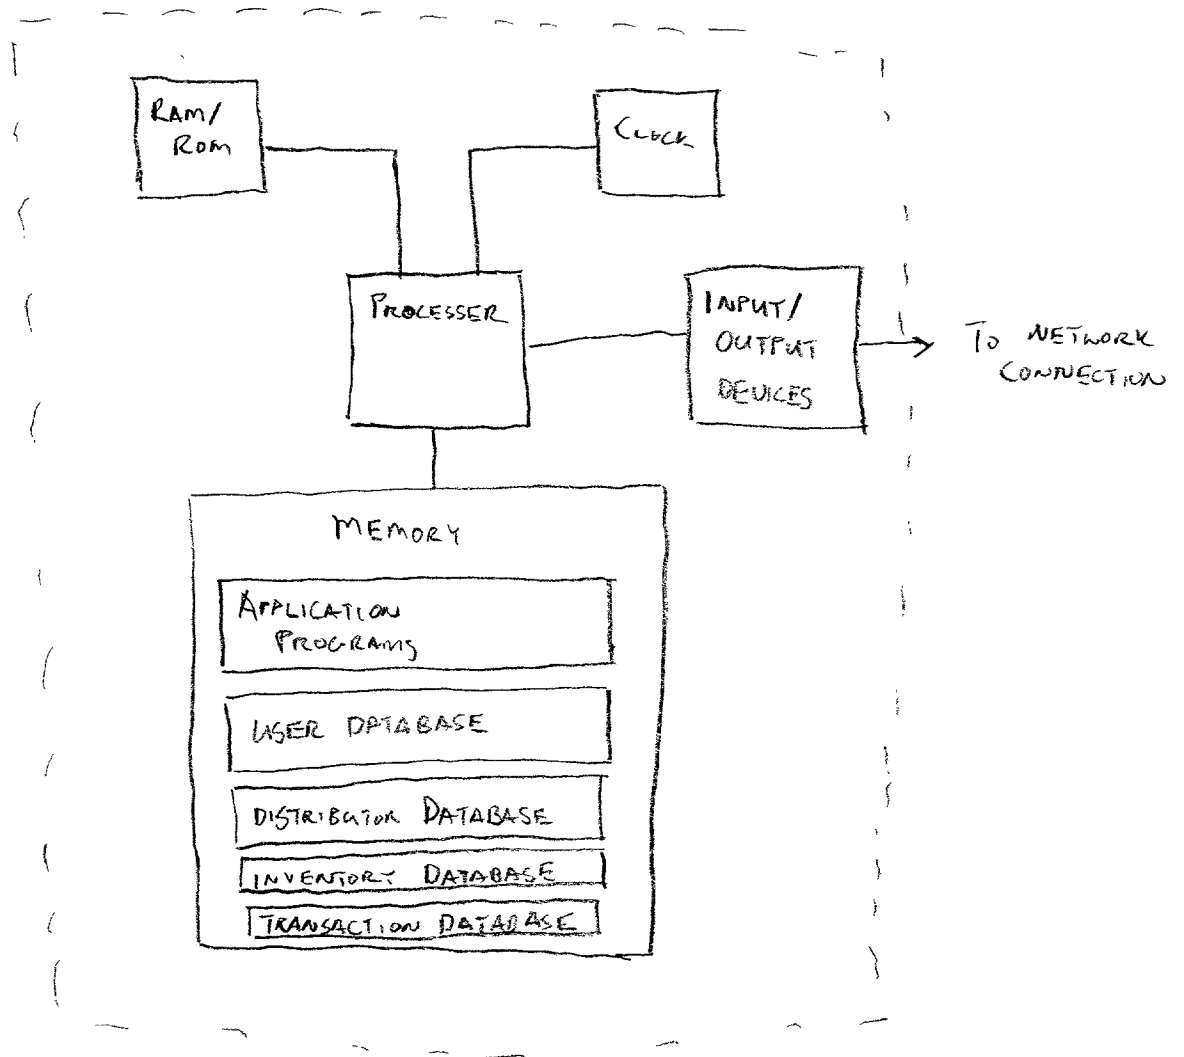 RAM/
ROM
CLOCK
PROCESSER
INPUT/
OUTPUT
DEVICES
TO NETWORK
CONNECTION
MEMORY
APPLICATION
PROGRAMS
USER DATABASE
DISTRIBUTOR DATABASE
INVENTORY DATABASE
TRANSACTION DATABASE